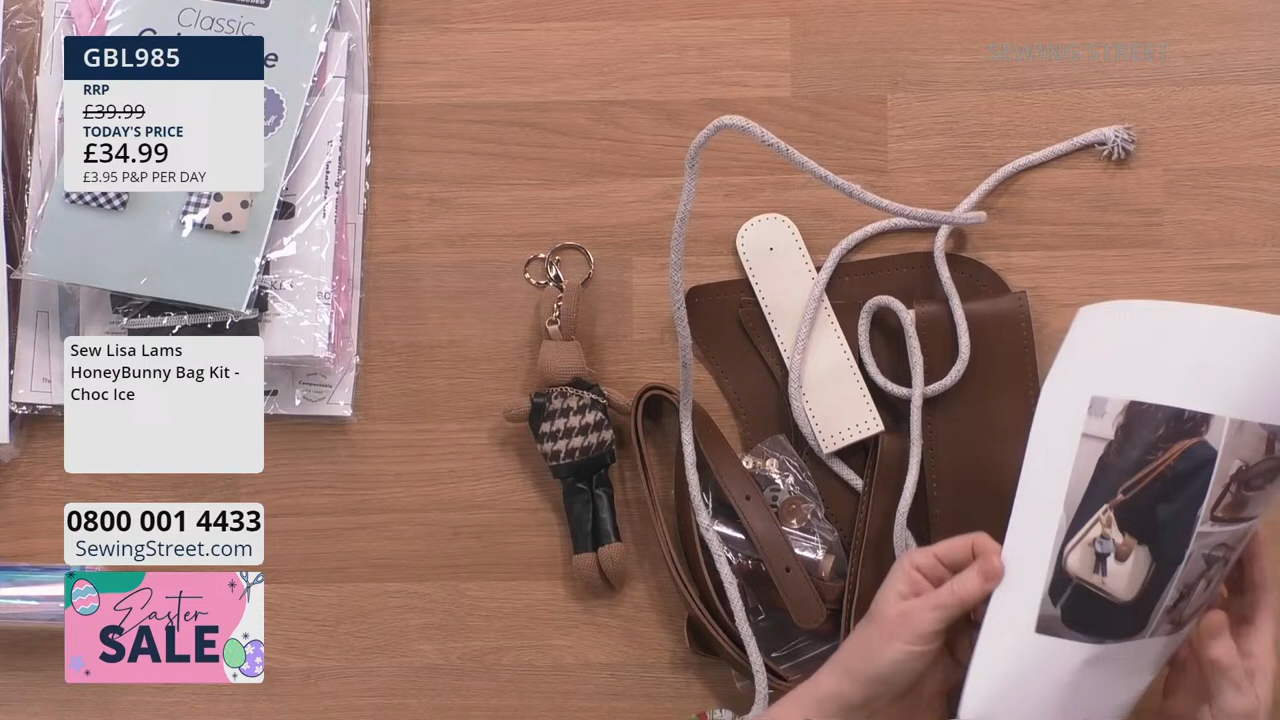 Classic
GBL985
RRP
£39.99
TODAY'S PRICE
£34.99
£3.95 P&P PER DAY
SEWING STREET
Sew Lisa Lams
HoneyBunny Bag Kit -
Choc Ice
0800 001 4433
SewingStreet.com
Easter
SALE